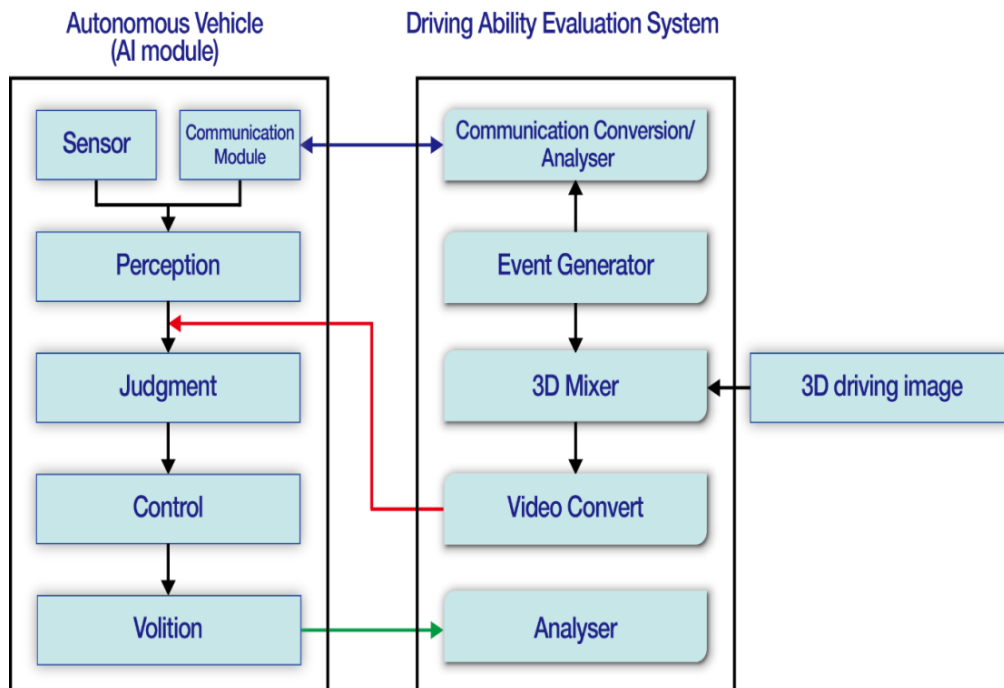 Autonomous Vehicle
(AI module)
Driving Ability Evaluation System
Sensor
Communication
Module
Communication Conversion/
Analyser
Perception
Event Generator
Judgment
3D Mixer
3D driving image
Control
Video Convert
Volition
Analyser